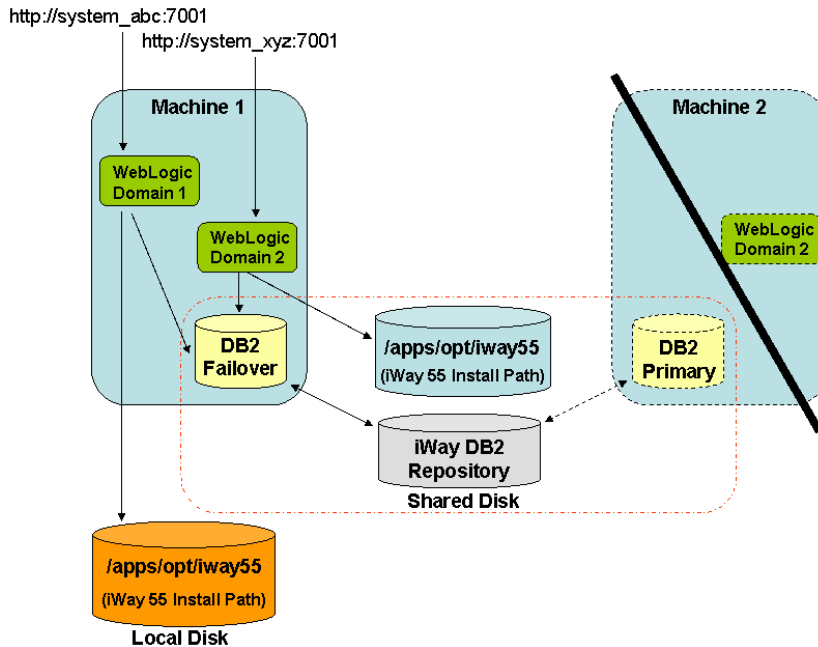 http://system_abc:7001
http://system_xyz:7001
Machine 1
Machine 2
WebLogic
Domain 1
WebLogic
Domain 2
WebLogic
Domain 2
DB2
Failover
/apps/opt/iway55
(iWay 55 Install Path)
DB2
Primary
iWay DB2
Repository
Shared Disk
/apps/opt/iway55
(iWay 55 Install Path)
Local Disk